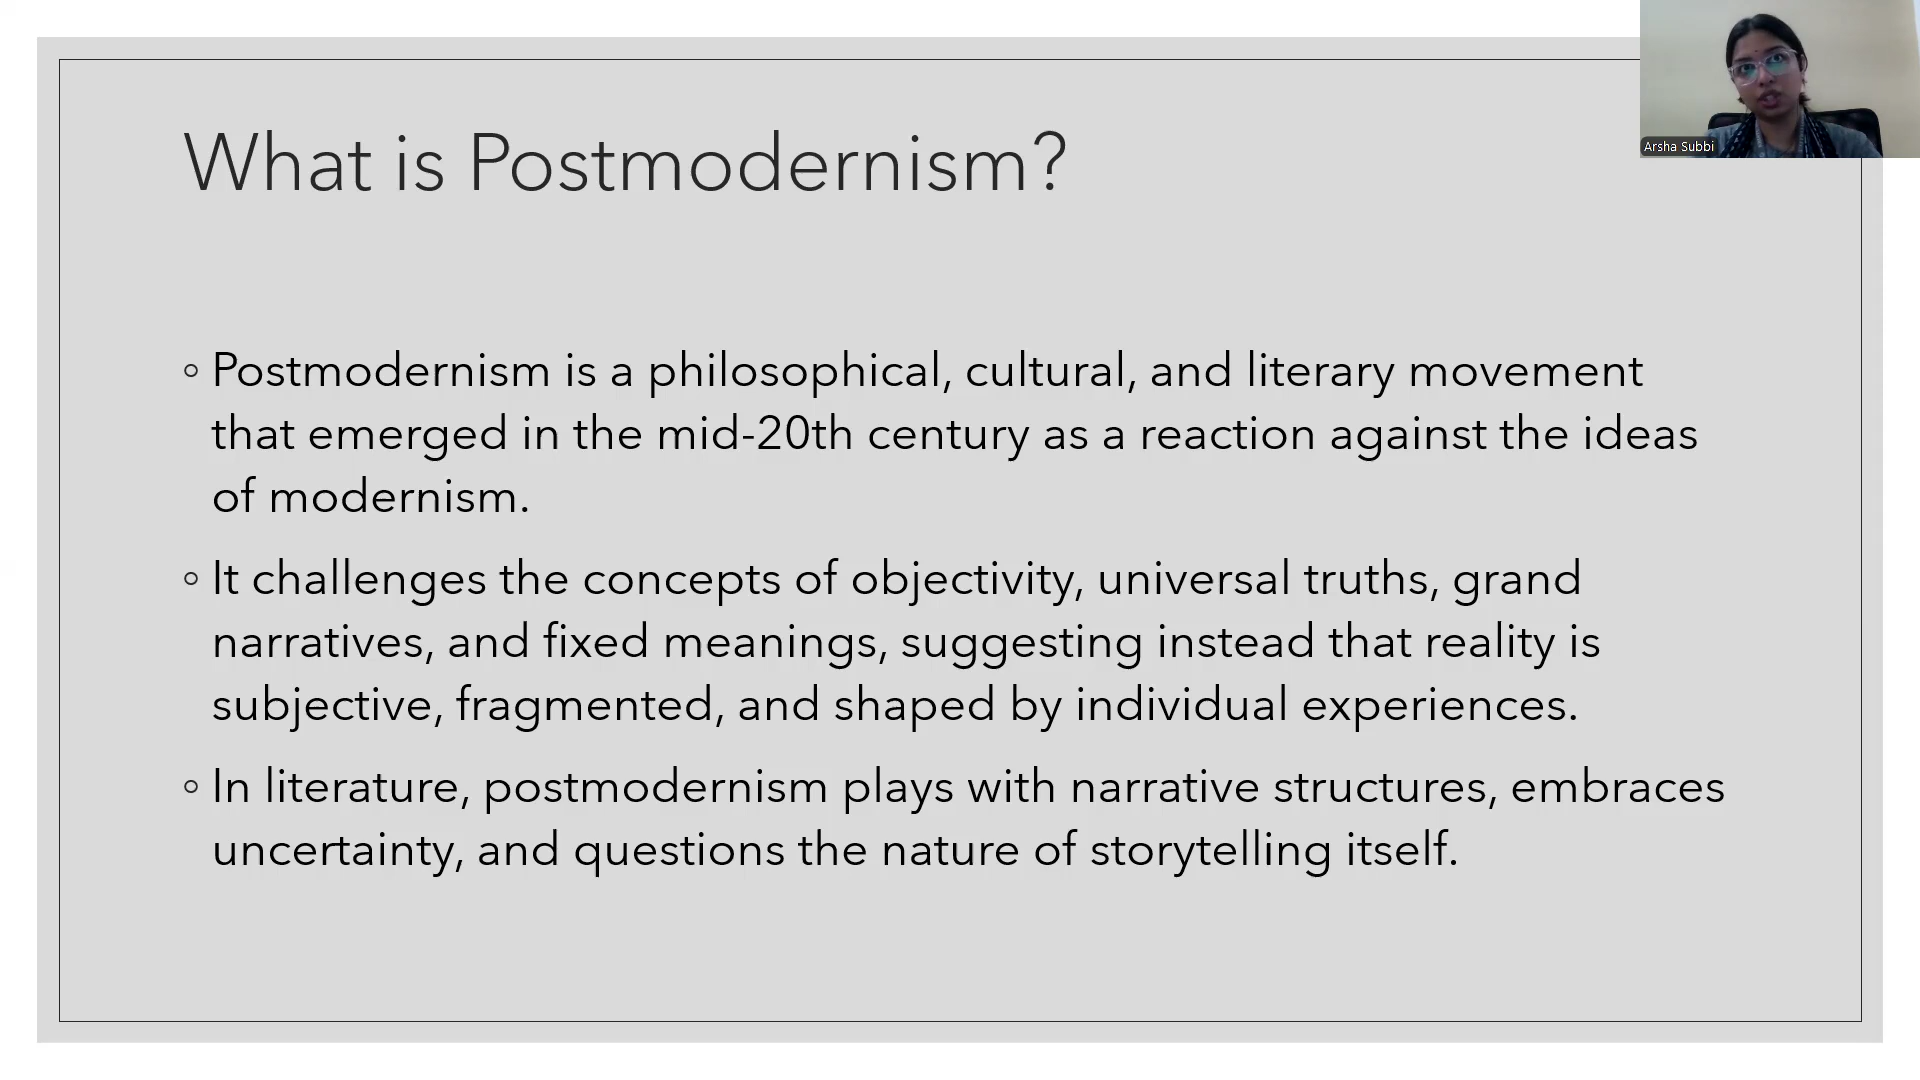 What is Postmodernism?
Arsha Subbi
◦ Postmodernism is a philosophical, cultural, and literary movement
that emerged in the mid-20th century as a reaction against the ideas
of modernism.
◦ It challenges the concepts of objectivity, universal truths, grand
narratives, and fixed meanings, suggesting instead that reality is
subjective, fragmented, and shaped by individual experiences.
◦ In literature, postmodernism plays with narrative structures, embraces
uncertainty, and questions the nature of storytelling itself.